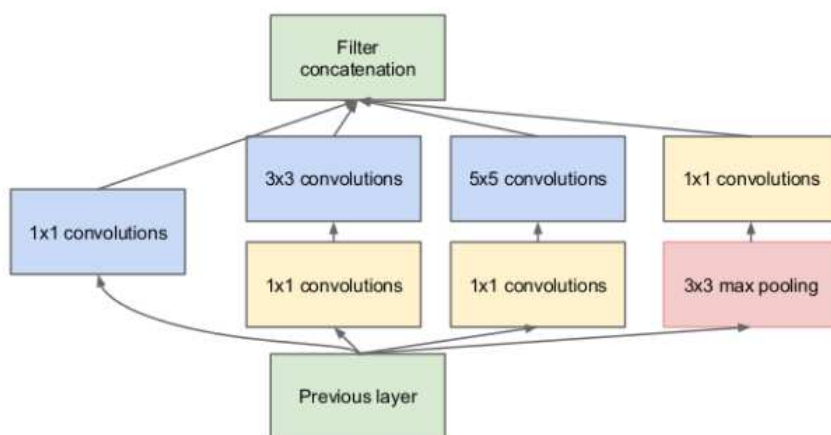 Filter
concatenation
3x3 convolutions
5x5 convolutions
1x1 convolutions
1x1 convolutions
1x1 convolutions
1x1 convolutions
3x3 max pooling
Previous layer